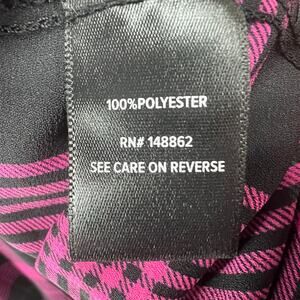 100%POLYESTER
RN# 148862
SEE CARE ON REVERSE